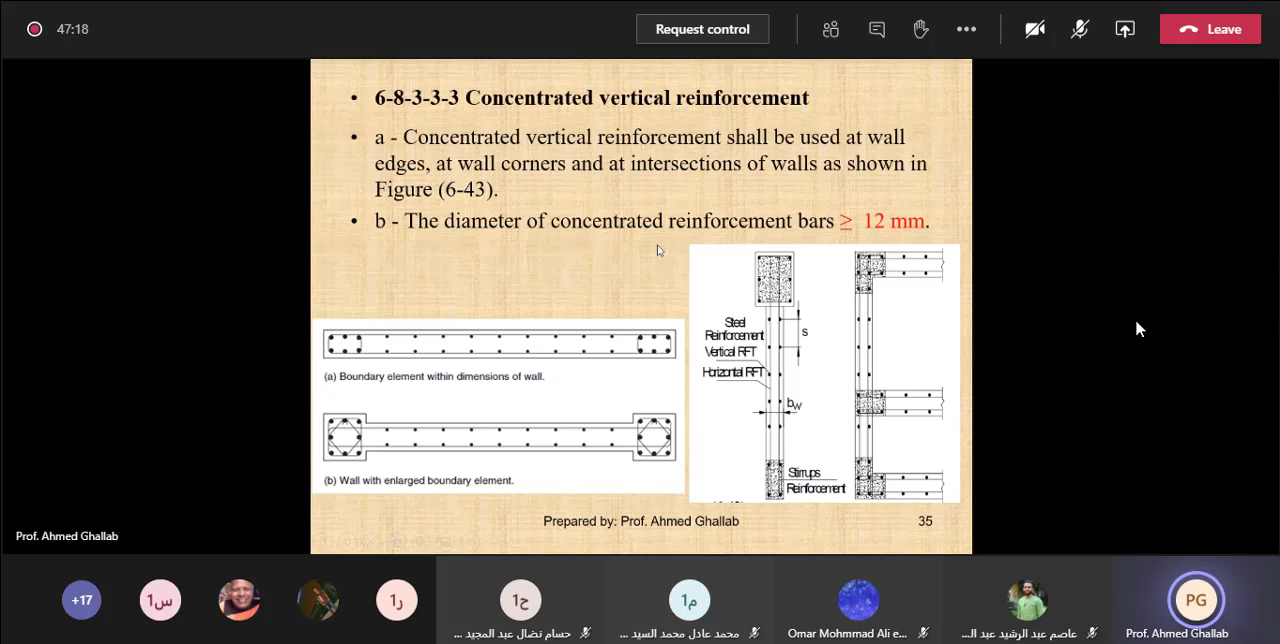 47:18
Request control
Leave
• 6-8-3-3-3 Concentrated vertical reinforcement
• a - Concentrated vertical reinforcement shall be used at wall
edges, at wall corners and at intersections of walls as shown in
Figure (6-43).
• b - The diameter of concentrated reinforcement bars ≥ 12 mm.
(a) Boundary element within dimensions of wall.
(b) Wall with enlarged boundary element.
Steel
Reinforcement
Vertical RFT
Horizontal RFT
s
bw
Stirrups
Reinforcement
Prepared by: Prof. Ahmed Ghallab
35
Prof. Ahmed Ghallab
+17
س1
ر1
ح1
م1
PG
حسام نضال عبد المجيد ...
محمد عادل محمد السيد ...
Omar Mohmmad Ali e...
عاصم عبد الرشيد عبد ال...
Prof. Ahmed Ghallab